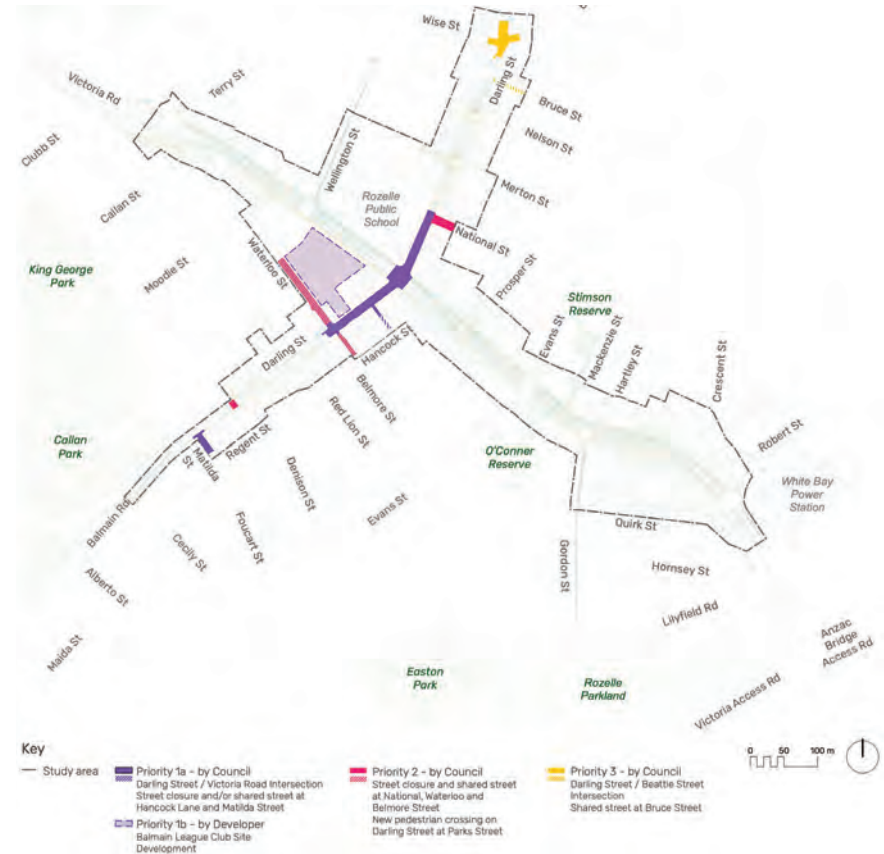 Wise St
Darling St
Victoria Rd
Terry St
Bruce St
Clubb St
Wellington St
Nelson St
Callan St
Rozelle
Public
School
Merton St
National St
King George
Park
Moodie St
Waterloo St
Prosper St
Stimson
Reserve
Evans St
Mackenzie St
Hartley St
Crescent St
Darling St
Hancock S
Belmore St
Red Lion St
Callan
Park
Matilda
St
Regent St
O'Conner
Reserve
Robert St
White Bay
Power
Station
Balmain Rd
Denison St
Evans St
Foucart St
Cecily St
Quirk St
Gordon St
Hornsey St
Alberto St
Lilyfield Rd
Maida St
Anzac
Bridge
Access Rd
Easton
Park
Rozelle
Parkland
Victoria Access Rd
Key
Study area
Priority 1a - by Council
Darling Street / Victoria Road Intersection
Street closure and/or shared street at
Hancock Lane and Matilda Street
Priority 1b - by Developer
Balmain League Club Site
Development
Priority 2 - by Council
Street closure and shared street
at National, Waterloo and
Belmore Street
New pedestrian crossing on
Darling Street at Parks Street
Priority 3 - by Council
Darling Street / Beattie Street
Intersection
Shared street at Bruce Street
0 50 100 m